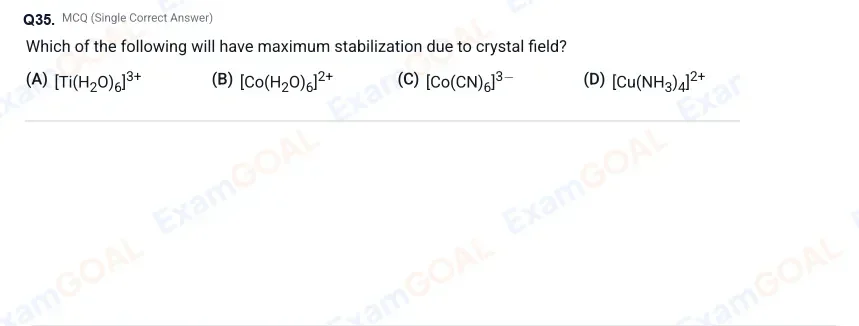 Q35. MCQ (Single Correct Answer)
Which of the following will have maximum stabilization due to crystal field?
(A) [Ti(H₂O)₆]³⁺ (B) [Co(H₂O)₆]²⁺ (C) [Co(CN)₆]³⁻ (D) [Cu(NH₃)₄]²⁺
ExamGOAL ExamGOAL
ExamGOAL ExamGOAL ExamGOAL